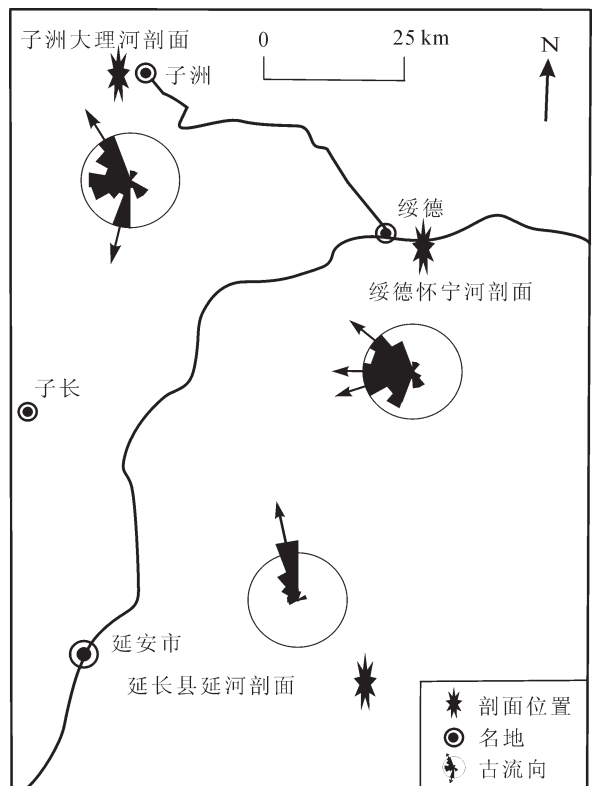 子洲大理河剖面
0 25 km
N
子洲
绥德
绥德怀宁河剖面
子长
延安市
延长县延河剖面
剖面位置
名地
古流向